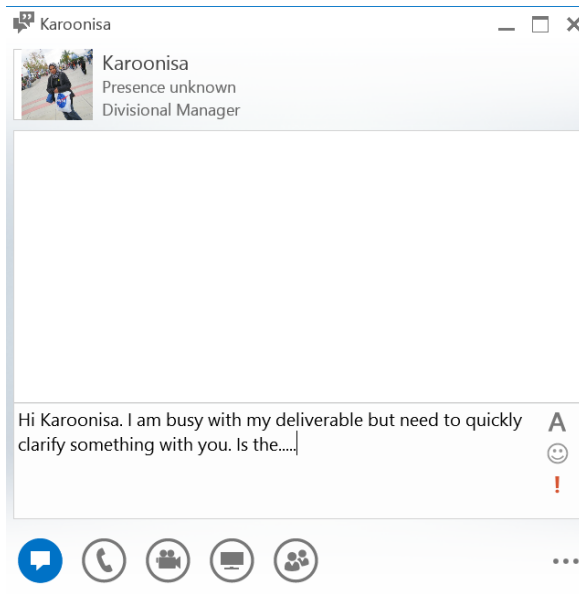 Karoonisa
Karoonisa
Presence unknown
Divisional Manager
Hi Karoonisa. I am busy with my deliverable but need to quickly
clarify something with you. Is the.....
A
!